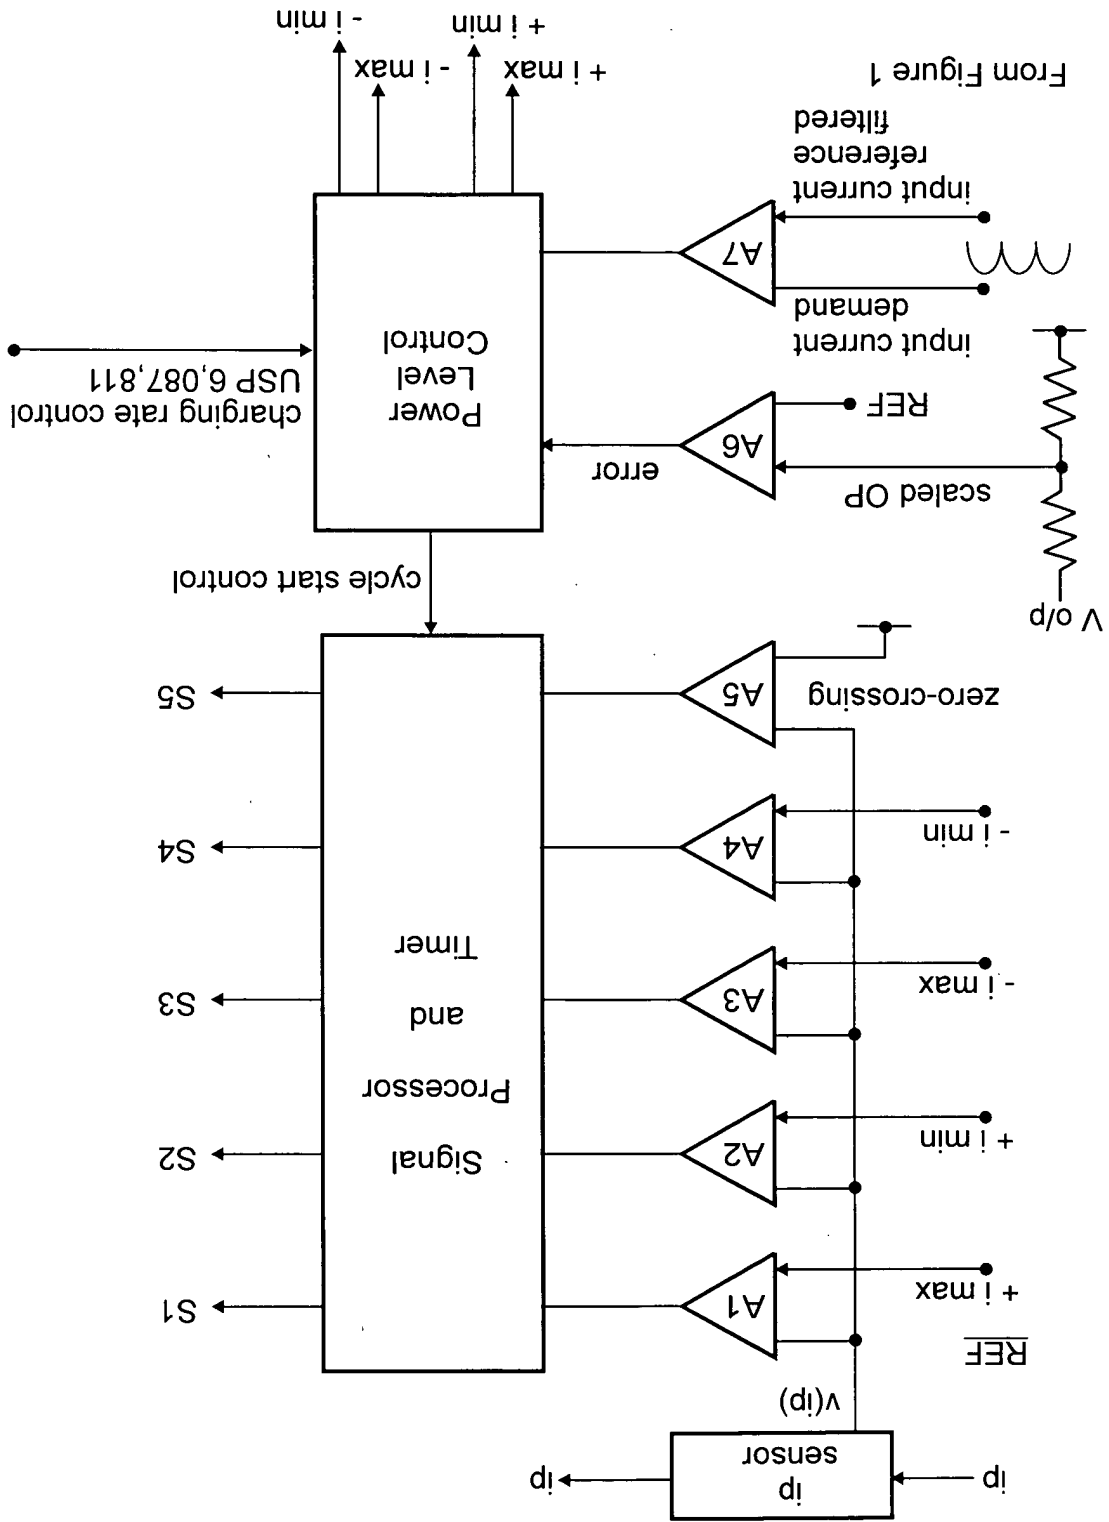 ip
ip
sensor
ip
v(ip)
REF
+ i max
A1
S1
Signal
Processor
and
Timer
+ i min
A2
S2
- i max
A3
S3
- i min
A4
S4
zero-crossing
A5
S5
V o/p
cycle start control
scaled OP
A6
error
REF
Power
Level
Control
charging rate control
USP 6,087,811
input current
demand
A7
input current
reference
filtered
From Figure 1
+ i max
- i max
+ i min
- i min